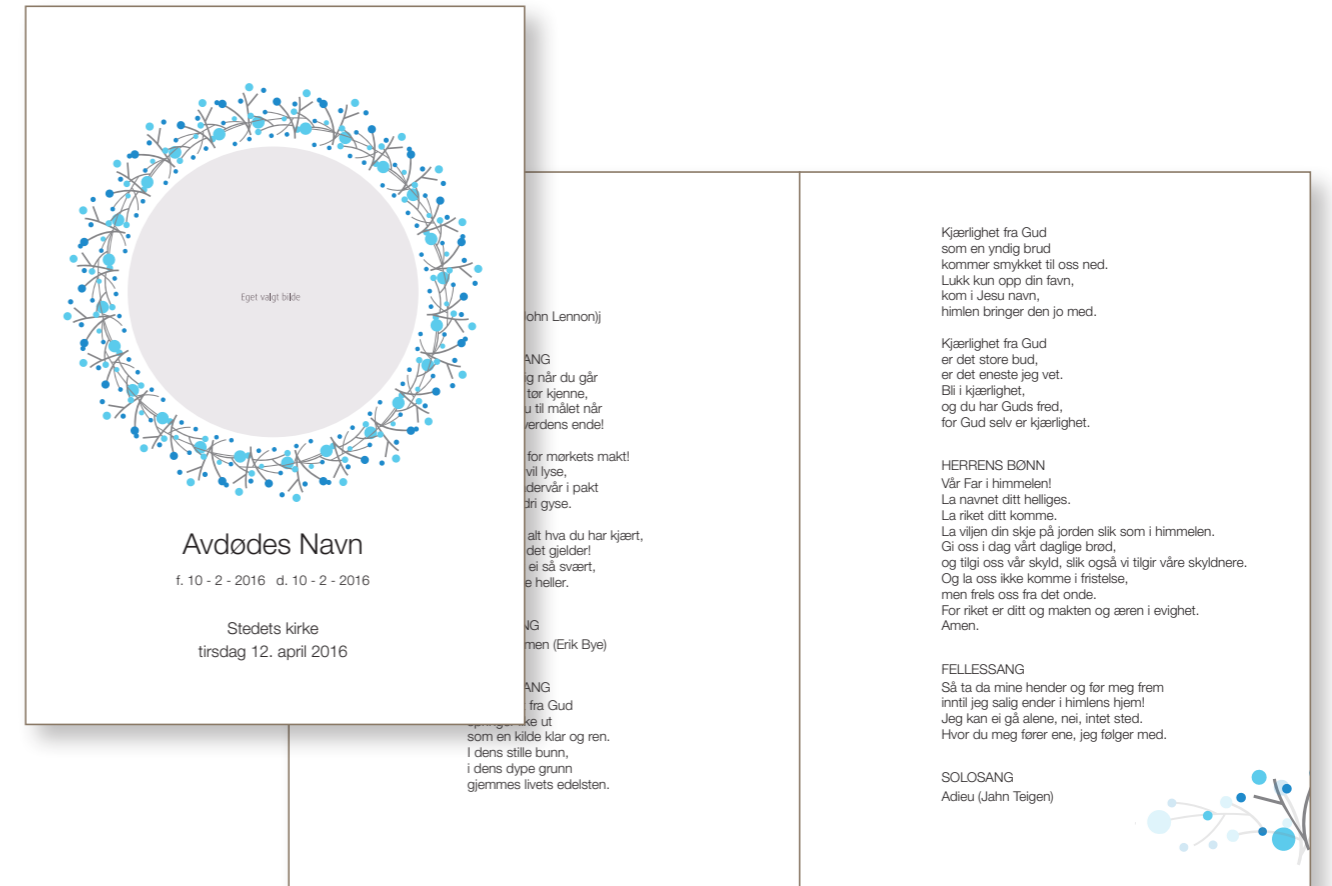 Eget valgt bilde
Avdødes Navn
f. 10 - 2 - 2016 d. 10 - 2 - 2016
Stedets kirke
tirsdag 12. april 2016
Lennon)j
når du går
tør kjenne,
til målet når
verdens ende!
for mørkets makt!
vil lyse,
i pakt
gyse.
alt hva du har kjært,
det gjelder!
ei så svært,
heller.
(Erik Bye)
fra Gud
ut
som en kilde klar og ren.
I dens stille bunn,
i dens dype grunn
gjemmes livets edelsten.
Kjærlighet fra Gud
som en yndig brud
kommer smykket til oss ned.
Lukk kun opp din favn,
kom i Jesu navn,
himlen bringer den jo med.
Kjærlighet fra Gud
er det store bud,
er det eneste jeg vet.
Bli i kjærlighet,
og du har Guds fred,
for Gud selv er kjærlighet.
HERRENS BØNN
Vår Far i himmelen!
La navnet ditt helliges.
La riket ditt komme.
La viljen din skje på jorden slik som i himmelen.
Gi oss i dag vårt daglige brød,
og tilgi oss vår skyld, slik også vi tilgir våre skyldnere.
Og la oss ikke komme i fristelse,
men frels oss fra det onde.
For riket er ditt og makten og æren i evighet.
Amen.
FELLESSANG
Så ta da mine hender og før meg frem
inntil jeg salig ender i himlens hjem!
Jeg kan ei gå alene, nei, intet sted.
Hvor du meg fører ene, jeg følger med.
SOLOSANG
Adieu (Jahn Teigen)